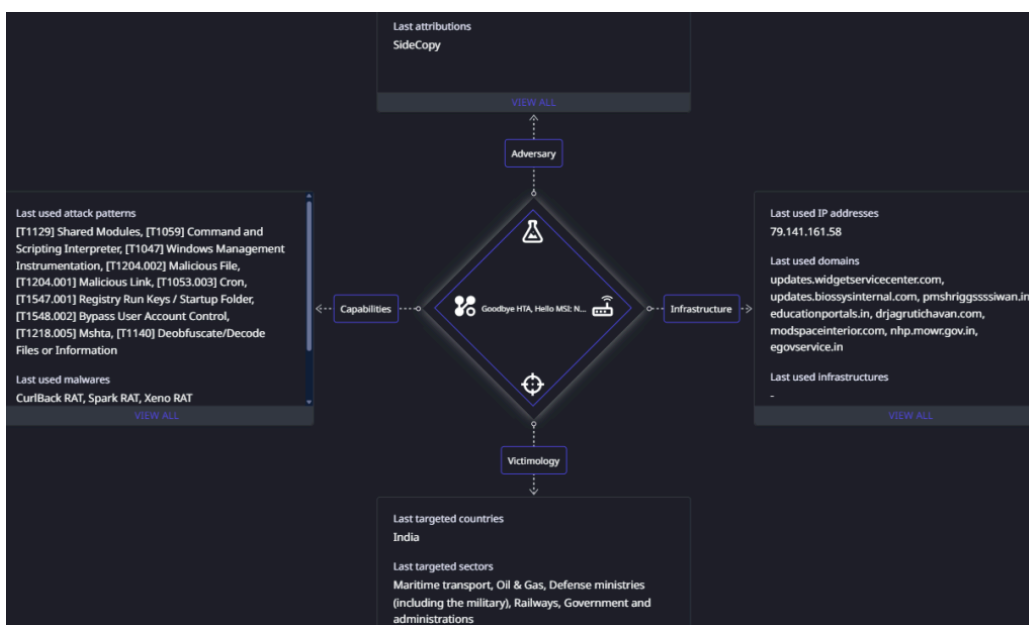 Last attributions
SideCopy
VIEW ALL
Adversary
Last used attack patterns
[T1129] Shared Modules, [T1059] Command and
Scripting Interpreter, [T1047] Windows Management
Instrumentation, [T1204.002] Malicious File,
[T1204.001] Malicious Link, [T1053.003] Cron,
[T1547.001] Registry Run Keys / Startup Folder,
[T1548.002] Bypass User Account Control,
[T1218.005] Mshta, [T1140] Deobfuscate/Decode
Files or Information
Last used malwares
CurlBack RAT, Spark RAT, Xeno RAT
VIEW ALL
Capabilities
Goodbye HTA, Hello MSI: N...
Infrastructure
Last used IP addresses
79.141.161.58
Last used domains
updates.widgetservicecenter.com,
updates.biossysinternal.com, pmshriggssssiwan.in
educationportals.in, drjagrutichavan.com,
modspaceinterior.com, nhp.mowr.gov.in,
egovservice.in
Last used infrastructures
-
VIEW ALL
Victimology
Last targeted countries
India
Last targeted sectors
Maritime transport, Oil & Gas, Defense ministries
(including the military), Railways, Government and
administrations